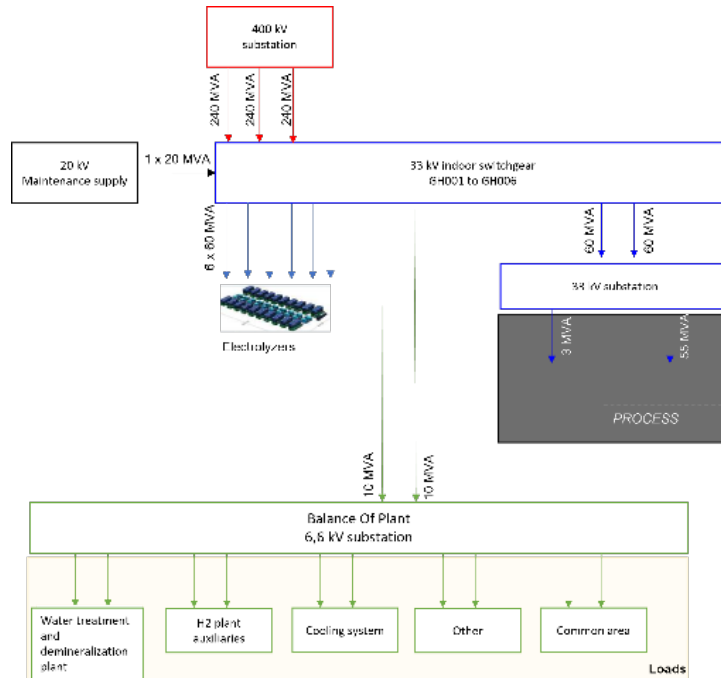 400 kV
substation
240 MVA
240 MVA
240 MVA
20 kV
Maintenance supply
1 x 20 MVA
33 kV indoor switchgear
GH001 to GH006
6 x 80 MVA
60 MVA
60 MVA
33 kV substation
Electrolyzers
3 MVA
55 MVA
PROCESS
10 MVA
10 MVA
Balance Of Plant
6,6 kV substation
Water treatment
and
demineralization
plant
H2 plant
auxiliaries
Cooling system
Other
Common area
Loads